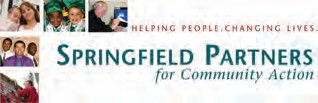 HELPING PEOPLE. CHANGING LIVES.
SPRINGFIELD PARTNERS
for Community Action